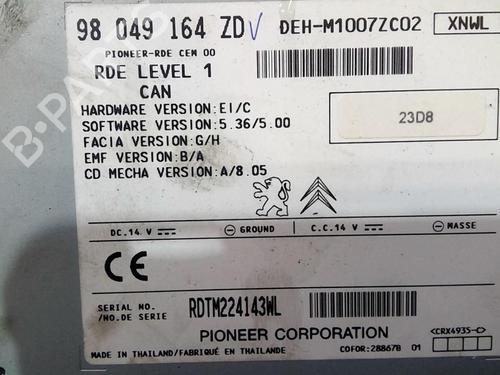 98 049 164 ZD V DEH-M1007ZC02 XNWL
PIONEER-RDE CEM 00
RDE LEVEL 1
CAN
HARDWARE VERSION:EI/C
SOFTWARE VERSION:5.36/5.00
FACIA VERSION:G/H
EMF VERSION:B/A
CD MECHA VERSION:A/8.05
23D8
DC.14 V GROUND C.C.14 V MASSE
CE
SERIAL NO. /NO.DE SERIE RDTM224143WL
PIONEER CORPORATION <CRX4935-C>
MADE IN THAILAND/FABRIQUÉ EN THAILANDE COFOR:28867B 01
B-PARTS